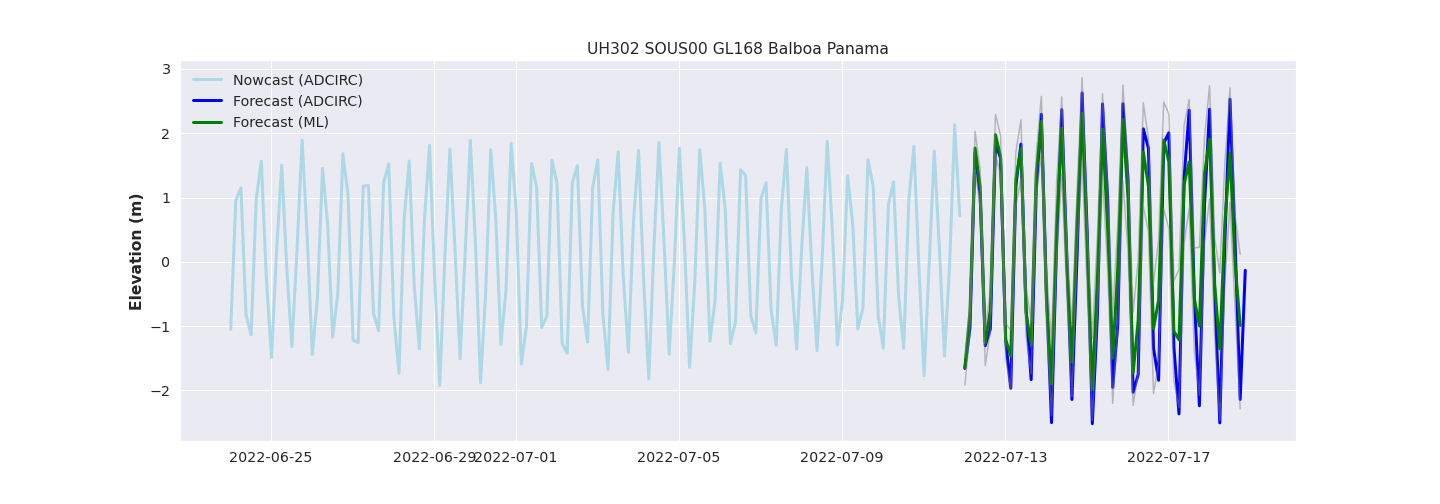 UH302 SOUS00 GL168 Balboa Panama
Nowcast (ADCIRC)
Forecast (ADCIRC)
Forecast (ML)
Elevation (m)
3
2
1
0
−1
−2
2022-06-25
2022-06-29
2022-07-01
2022-07-05
2022-07-09
2022-07-13
2022-07-17